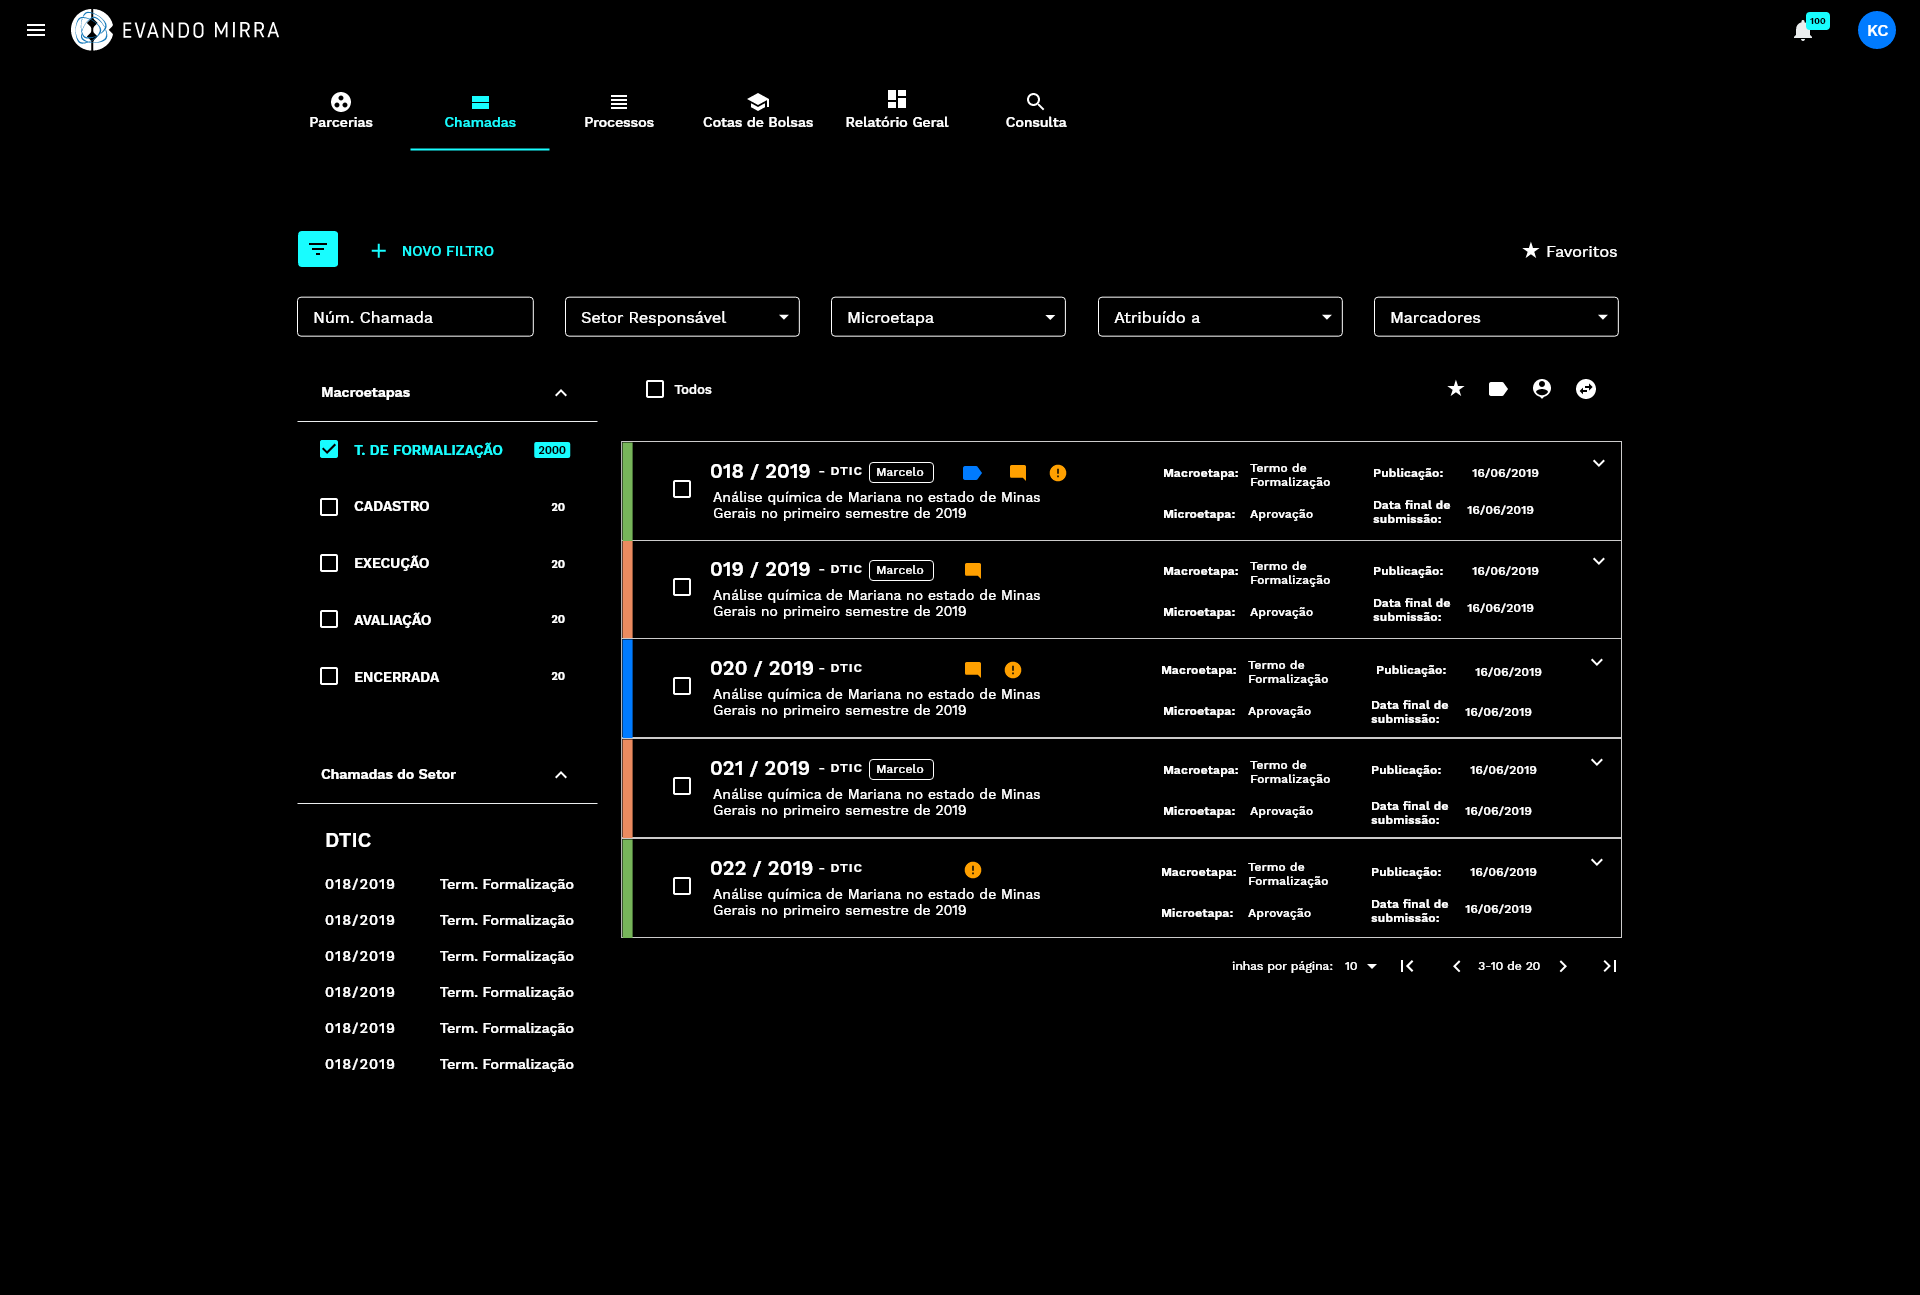 EVANDO MIRRA
100
KC
Parcerias
Chamadas
Processos
Cotas de Bolsas
Relatório Geral
Consulta
NOVO FILTRO
Favoritos
Núm. Chamada
Setor Responsável
Microetapa
Atribuído a
Marcadores
Macroetapas
T. DE FORMALIZAÇÃO 2000
CADASTRO 20
EXECUÇÃO 20
AVALIAÇÃO 20
ENCERRADA 20
Chamadas do Setor
DTIC
018/2019 Term. Formalização
018/2019 Term. Formalização
018/2019 Term. Formalização
018/2019 Term. Formalização
018/2019 Term. Formalização
018/2019 Term. Formalização
Todos
018 / 2019 - DTIC Marcelo
Análise química de Mariana no estado de Minas
Gerais no primeiro semestre de 2019
Macroetapa: Termo de
Formalização
Microetapa: Aprovação
Publicação: 16/06/2019
Data final de
submissão: 16/06/2019
019 / 2019 - DTIC Marcelo
Análise química de Mariana no estado de Minas
Gerais no primeiro semestre de 2019
Macroetapa: Termo de
Formalização
Microetapa: Aprovação
Publicação: 16/06/2019
Data final de
submissão: 16/06/2019
020 / 2019 - DTIC
Análise química de Mariana no estado de Minas
Gerais no primeiro semestre de 2019
Macroetapa: Termo de
Formalização
Microetapa: Aprovação
Publicação: 16/06/2019
Data final de
submissão: 16/06/2019
021 / 2019 - DTIC Marcelo
Análise química de Mariana no estado de Minas
Gerais no primeiro semestre de 2019
Macroetapa: Termo de
Formalização
Microetapa: Aprovação
Publicação: 16/06/2019
Data final de
submissão: 16/06/2019
022 / 2019 - DTIC
Análise química de Mariana no estado de Minas
Gerais no primeiro semestre de 2019
Macroetapa: Termo de
Formalização
Microetapa: Aprovação
Publicação: 16/06/2019
Data final de
submissão: 16/06/2019
inhas por página: 10
3-10 de 20